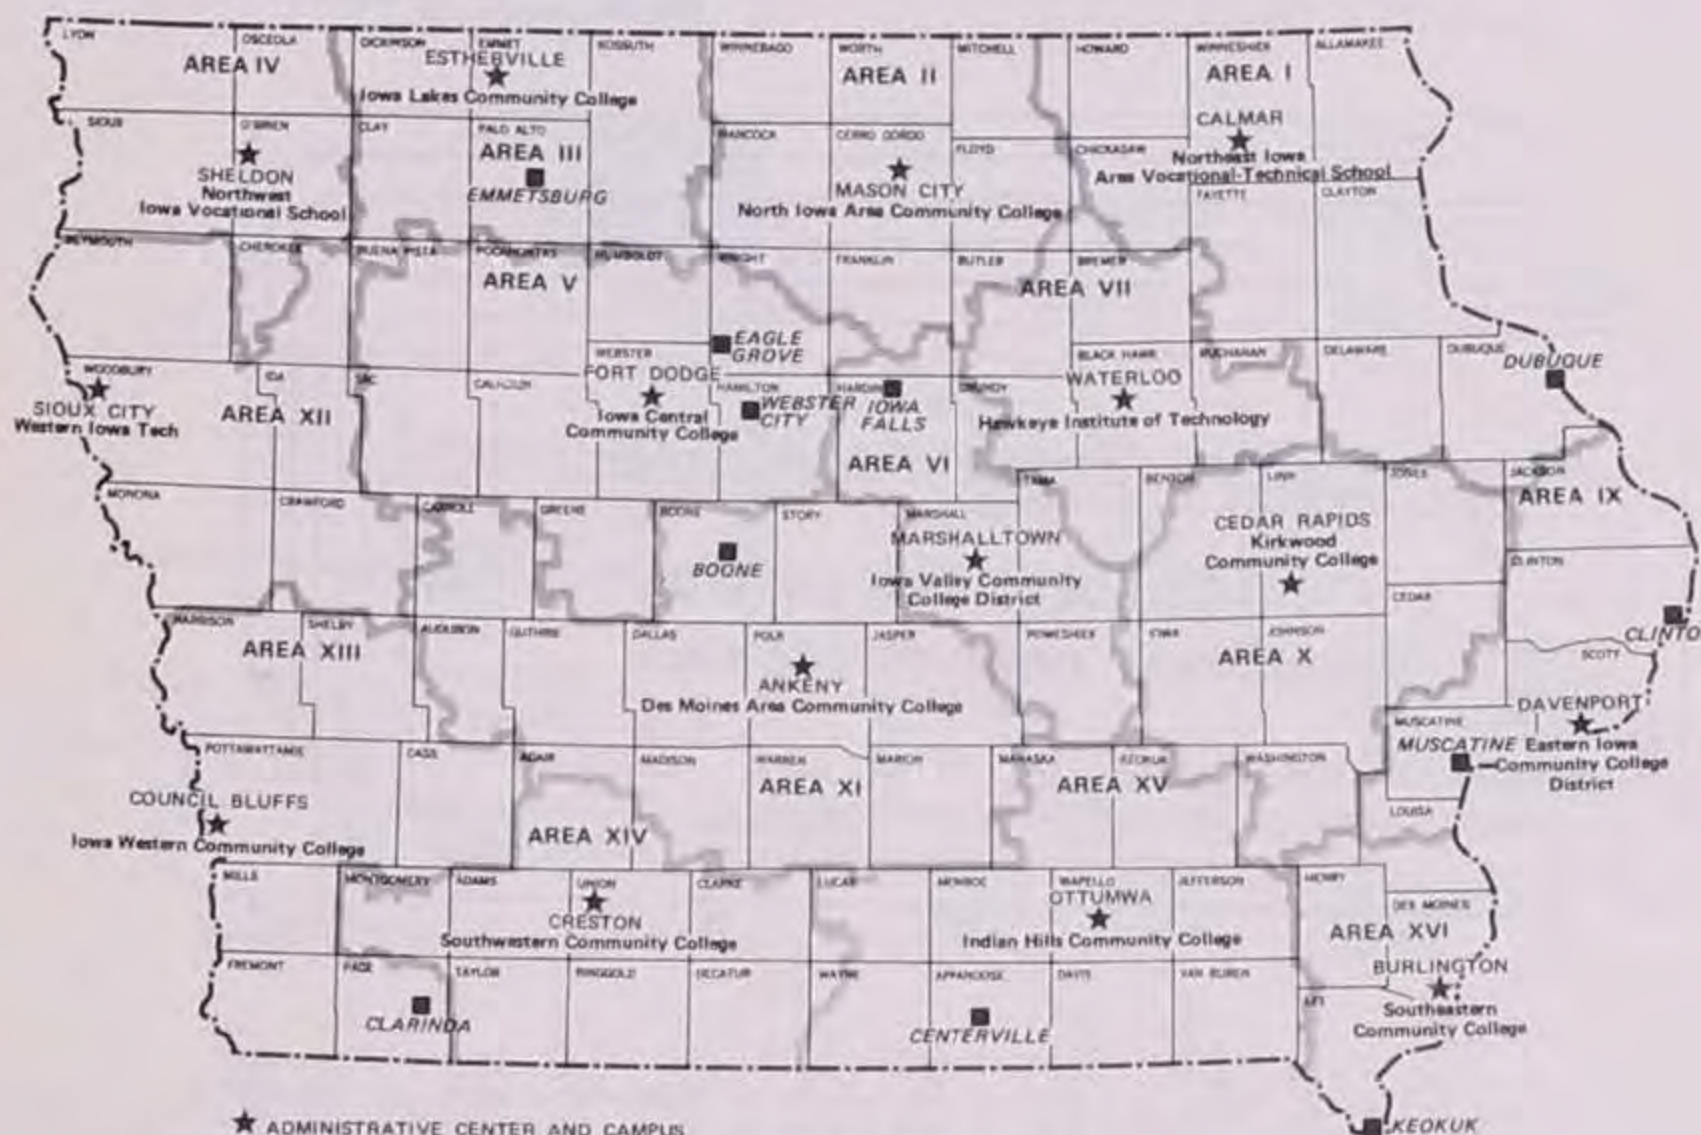 LYON
OSCEOLA
DICKINSON
EMMET
KOSSUTH
WINNEBAGO
WORTH
MITCHELL
HOWARD
WINNESHIEK
ALLAMAKEE
AREA IV
ESTHERVILLE
Iowa Lakes Community College
AREA II
AREA I
SIOUX
O'BRIEN
CLAY
PALO ALTO
HANCOCK
CERRO GORDO
FLOYD
CHICKASAW
CALMAR
Northeast Iowa
Area Vocational-Technical School
SHELDON
Northwest
Iowa Vocational School
AREA III
EMMETSBURG
MASON CITY
North Iowa Area Community College
FAYETTE
CLAYTON
PLYMOUTH
CHEROKEE
BUENA VISTA
POCAHONTAS
HUMBOLDT
WRIGHT
FRANKLIN
BUTLER
BREMER
AREA V
AREA VII
EAGLE
GROVE
WOODBURY
IDA
SAC
CALHOUN
WEBSTER
HAMILTON
HARDIN
GRUNDY
BLACK HAWK
BUCHANAN
DELAWARE
DUBUQUE
DUBUQUE
SIOUX CITY
Western Iowa Tech
AREA XII
FORT DODGE
Iowa Central
Community College
WEBSTER
CITY
IOWA
FALLS
WATERLOO
Hawkeye Institute of Technology
AREA VI
MONONA
CRAWFORD
CARROLL
GREENE
BOONE
STORY
MARSHALL
TAMA
BENTON
LINN
JONES
JACKSON
AREA IX
BOONE
MARSHALLTOWN
Iowa Valley Community
College District
CEDAR RAPIDS
Kirkwood
Community College
CLINTON
CEDAR
CLINTO
HARRISON
SHELBY
AUDUBON
GUTHRIE
DALLAS
POLK
JASPER
POWESHIEK
IOWA
JOHNSON
SCOTT
AREA XIII
ANKENY
Des Moines Area Community College
AREA X
DAVENPORT
MUSCATINE
MUSCATINE
Eastern Iowa
Community College
District
POTTAWATTAMIE
CASS
ADAIR
MADISON
WARREN
MARION
MAHASKA
KEOKUK
WASHINGTON
LOUISA
COUNCIL BLUFFS
Iowa Western Community College
AREA XIV
AREA XI
AREA XV
MILLS
MONTGOMERY
ADAMS
UNION
CLARKE
LUCAS
MONROE
WAPELLO
JEFFERSON
HENRY
DES MOINES
CRESTON
Southwestern Community College
OTTUMWA
Indian Hills Community College
AREA XVI
FREMONT
PAGE
TAYLOR
RINGGOLD
DECATUR
WAYNE
APPANOOSE
DAVIS
VAN BUREN
LEE
BURLINGTON
Southeastern
Community College
CLARINDA
CENTERVILLE
KEOKUK
ADMINISTRATIVE CENTER AND CAMPUS